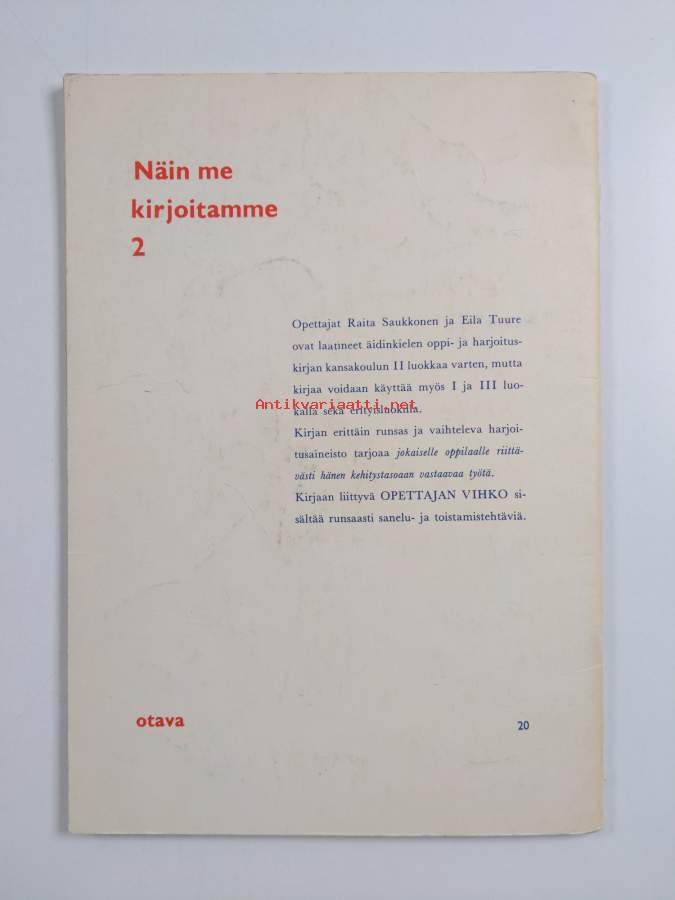 Näin me
kirjoitamme
2
Opettajat Raita Saukkonen ja Eila Tuure
ovat laatineet äidinkielen oppi- ja harjoitus-
kirjan kansakoulun II luokkaa varten, mutta
kirjaa voidaan käyttää myös I ja III luo-
kalla sekä erityisluokilla.
Antikvariaatti.net
Kirjan erittäin runsas ja vaihteleva harjoi-
tusaineisto tarjoaa jokaiselle oppilaalle riittä-
västi hänen kehitystasoaan vastaavaa työtä.
Kirjaan liittyvä OPETTAJAN VIHKO si-
sältää runsaasti sanelu- ja toistamistehtäviä.
otava
20